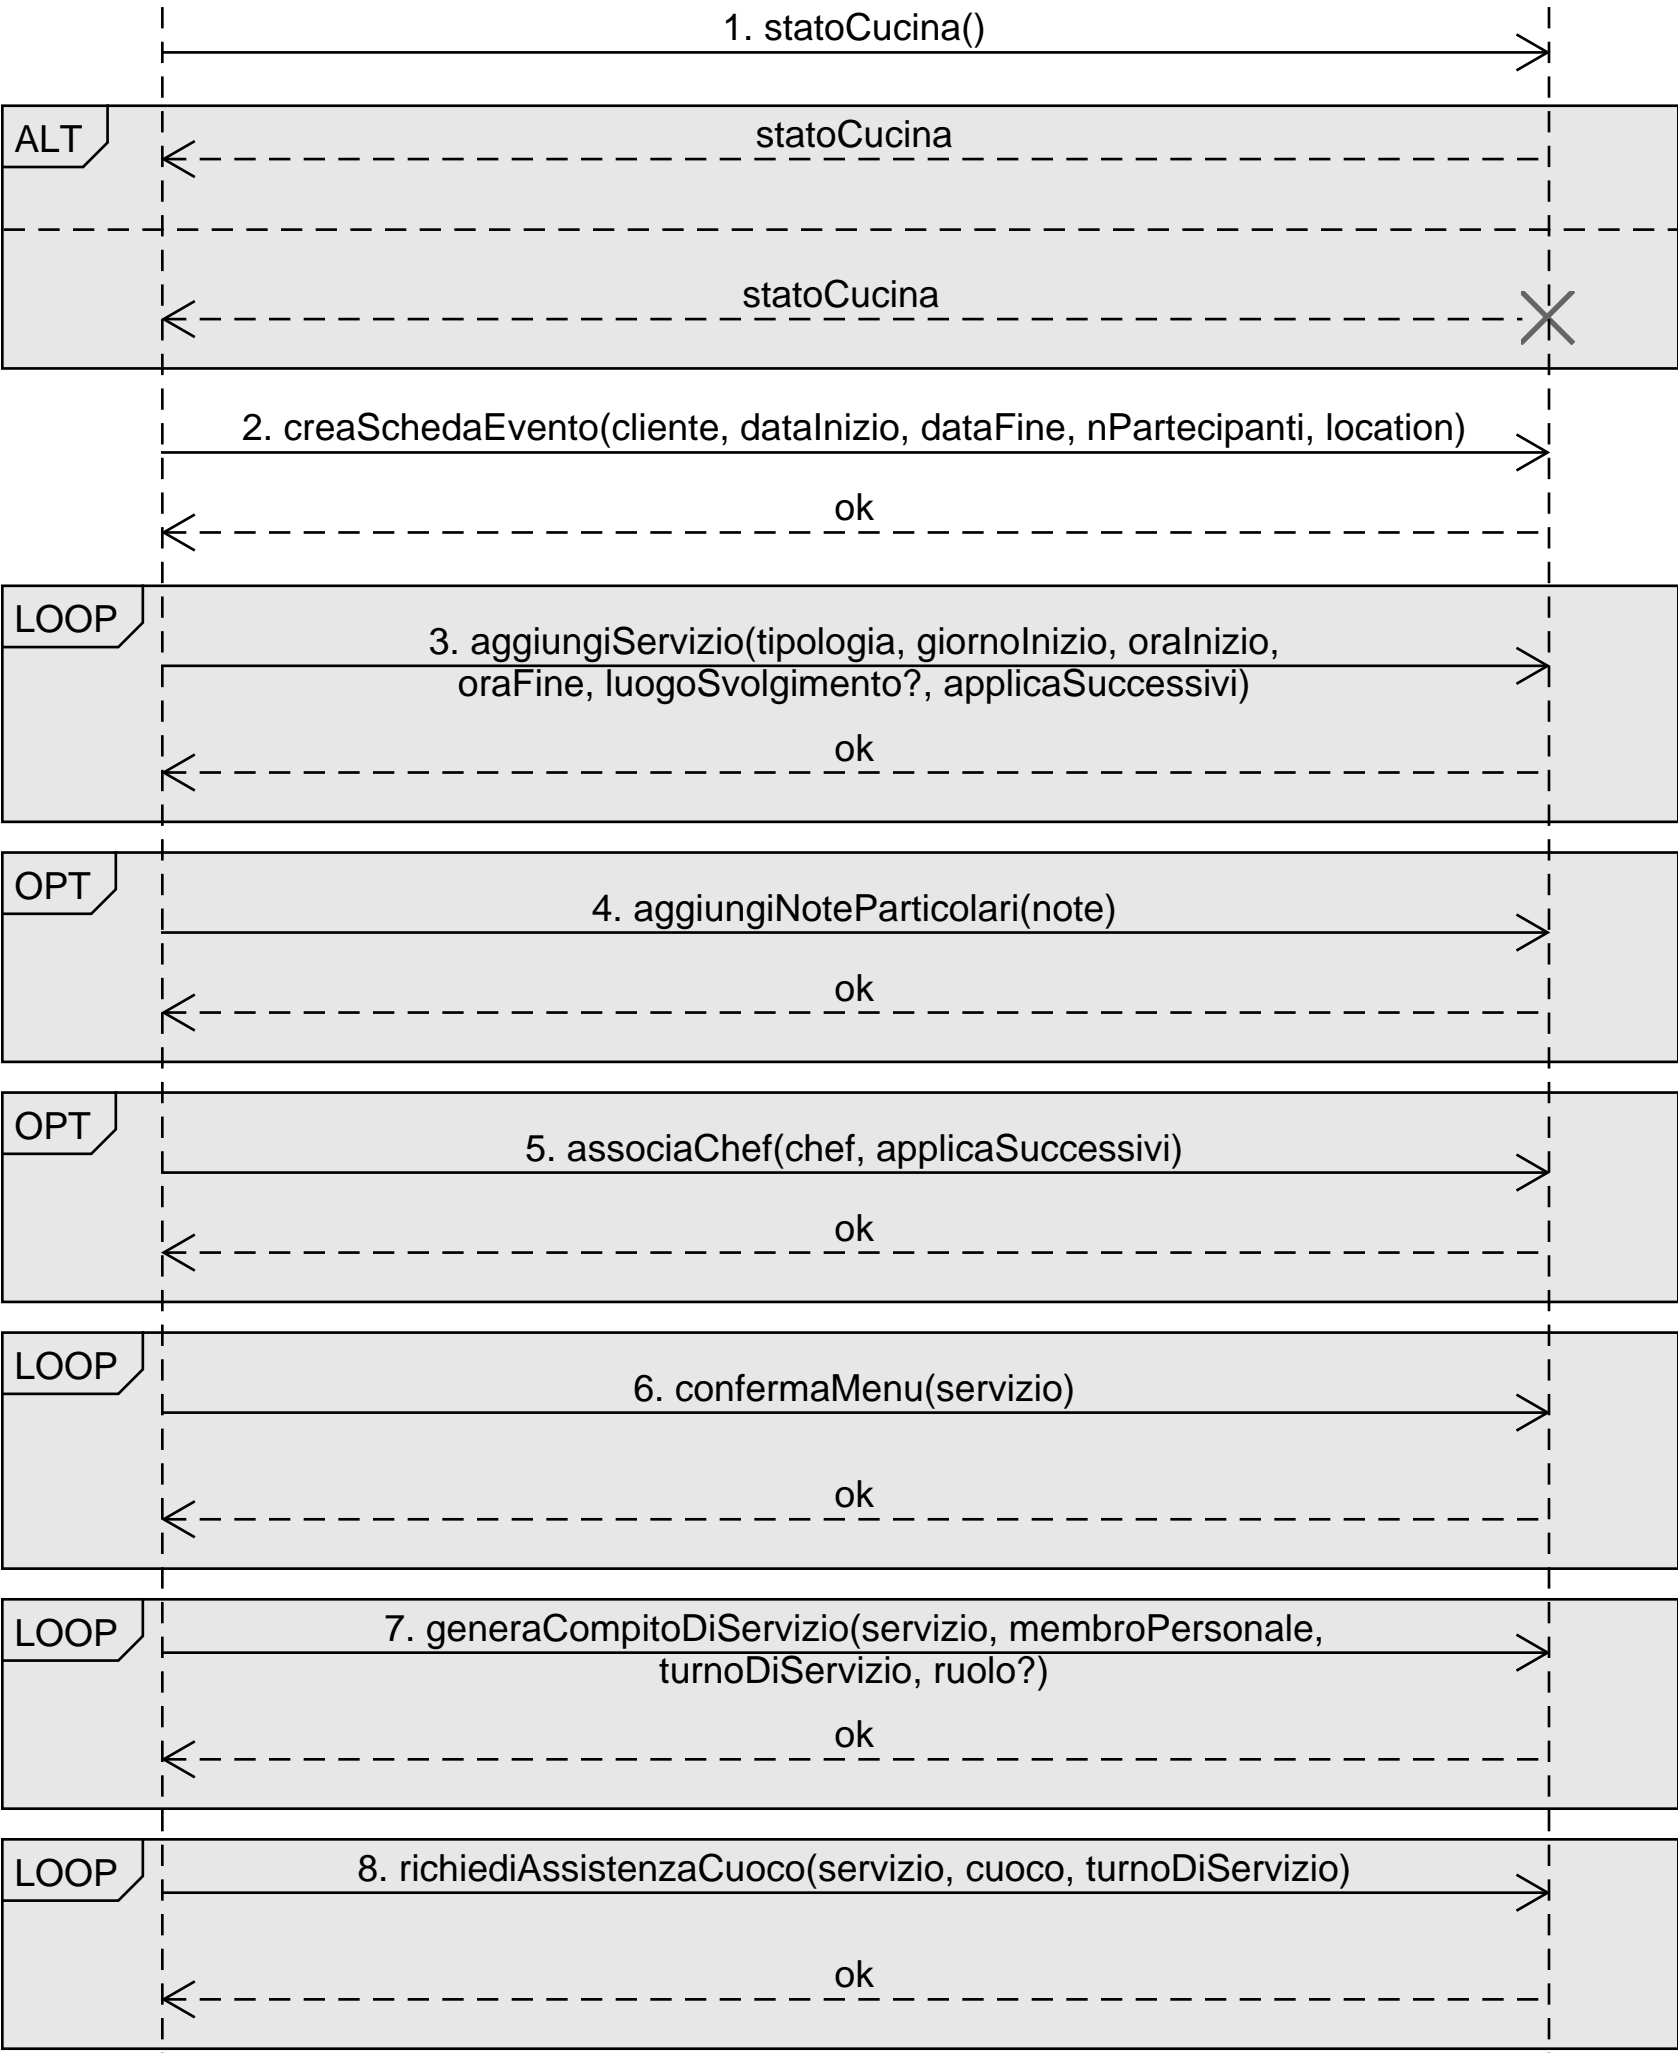 1. statoCucina()
ALT
statoCucina
statoCucina
2. creaSchedaEvento(cliente, dataInizio, dataFine, nPartecipanti, location)
ok
LOOP
3. aggiungiServizio(tipologia, giornoInizio, oraInizio,
oraFine, luogoSvolgimento?, applicaSuccessivi)
ok
OPT
4. aggiungiNoteParticolari(note)
ok
OPT
5. associaChef(chef, applicaSuccessivi)
ok
LOOP
6. confermaMenu(servizio)
ok
LOOP
7. generaCompitoDiServizio(servizio, membroPersonale,
turnoDiServizio, ruolo?)
ok
LOOP
8. richiediAssistenzaCuoco(servizio, cuoco, turnoDiServizio)
ok